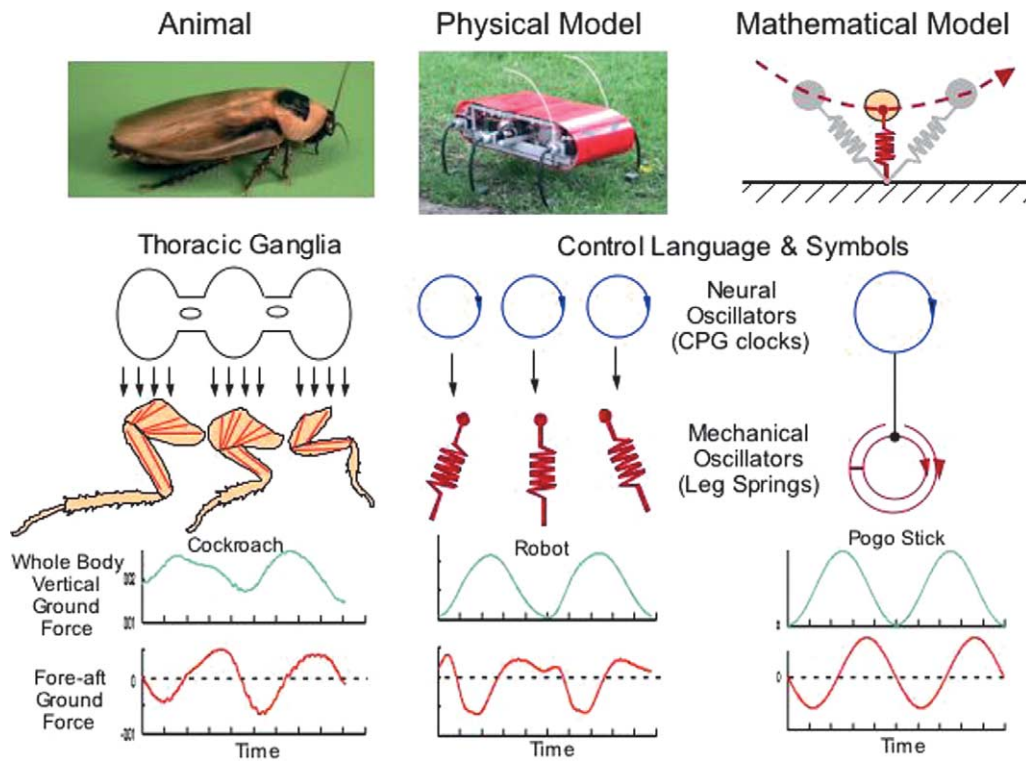 Animal
Physical Model
Mathematical Model
Thoracic Ganglia
Control Language & Symbols
Neural
Oscillators
(CPG clocks)
Mechanical
Oscillators
(Leg Springs)
Cockroach
Robot
Pogo Stick
Whole Body
Vertical
Ground
Force
Fore-aft
Ground
Force
0
0
Time
Time
Time